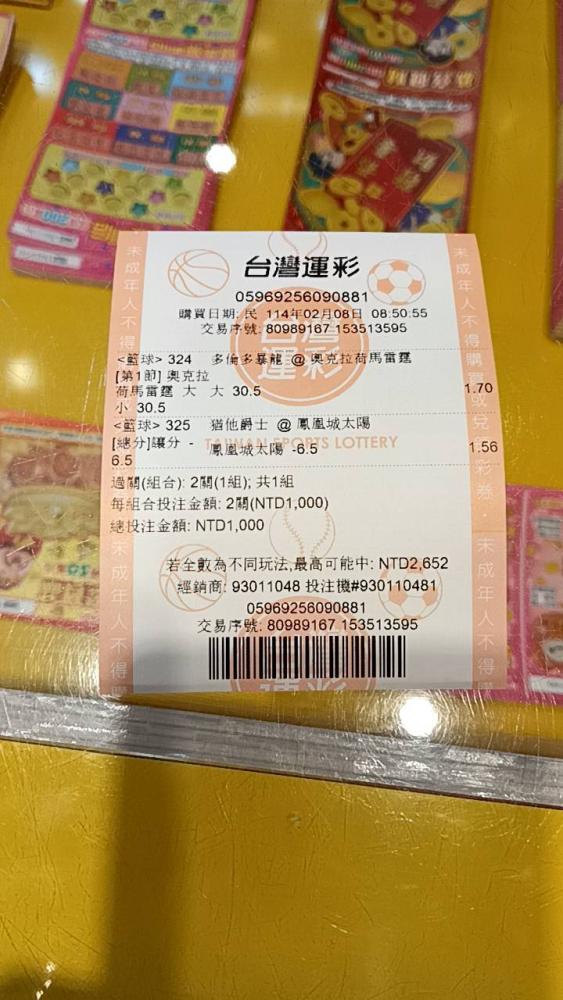 台灣運彩
05969256090881
購買日期: 民 114年02月08日 08:50:55
交易序號: 80989167 153513595
<籃球> 324 多倫多暴龍 @ 奧克拉荷馬雷霆
[第1節] 奧克拉
荷馬雷霆 大 大 30.5 1.70
小 30.5
<籃球> 325 猶他爵士 @ 鳳凰城太陽
[總分]讓分 - 鳳凰城太陽 -6.5 1.56
6.5
TAIWAN SPORTS LOTTERY
過關(組合): 2關(1組); 共1組
每組合投注金額: 2關(NTD1,000)
總投注金額: NTD1,000
若全數為不同玩法,最高可能中: NTD2,652
經銷商: 93011048 投注機#930110481
05969256090881
交易序號: 80989167 153513595
台灣
運彩
未成年人不得購買或兌
彩券
未成年人不得